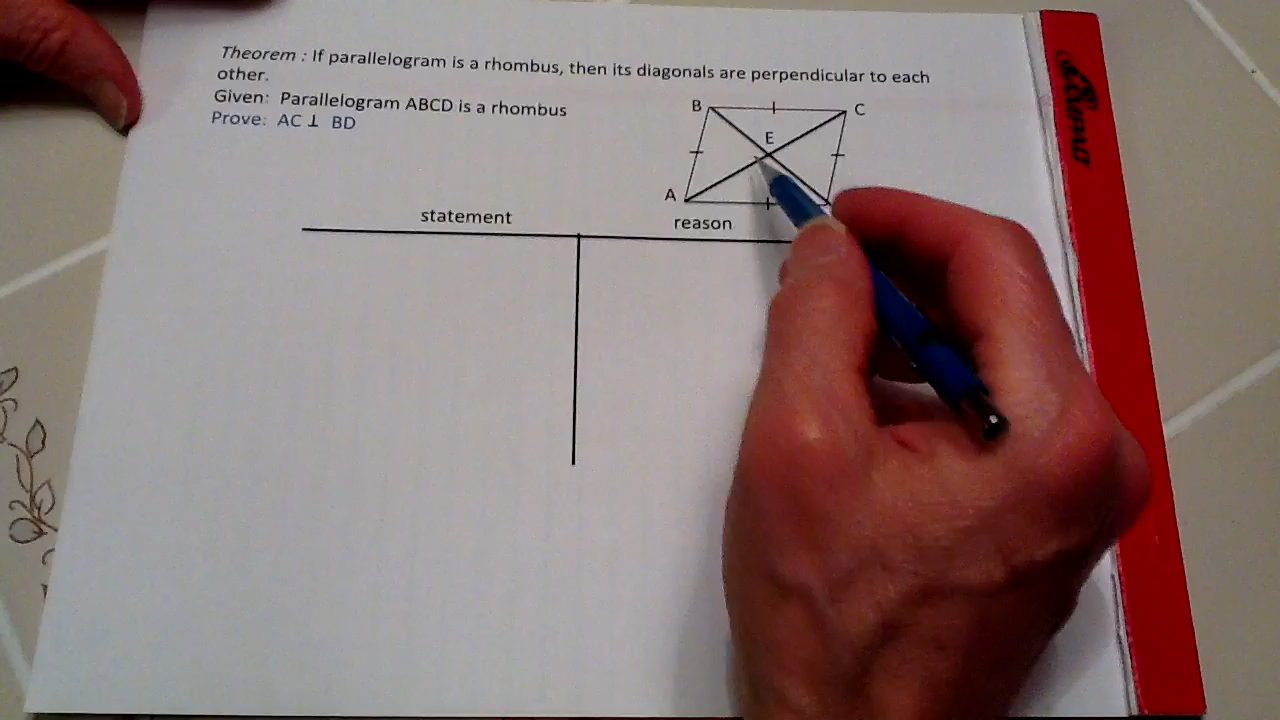 Theorem : If parallelogram is a rhombus, then its diagonals are perpendicular to each
other.
Given: Parallelogram ABCD is a rhombus
Prove: AC ⊥ BD
B
C
E
A
statement
reason